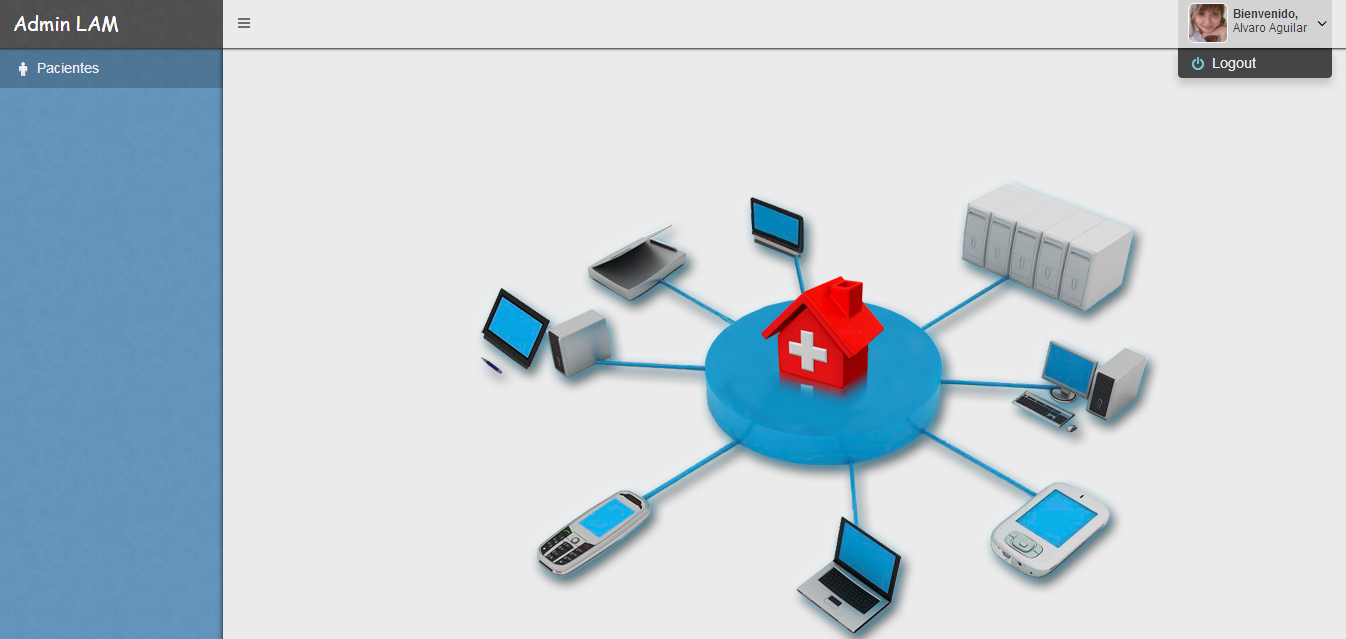 Admin LAM
Bienvenido,
Alvaro Aguilar
Pacientes
Logout